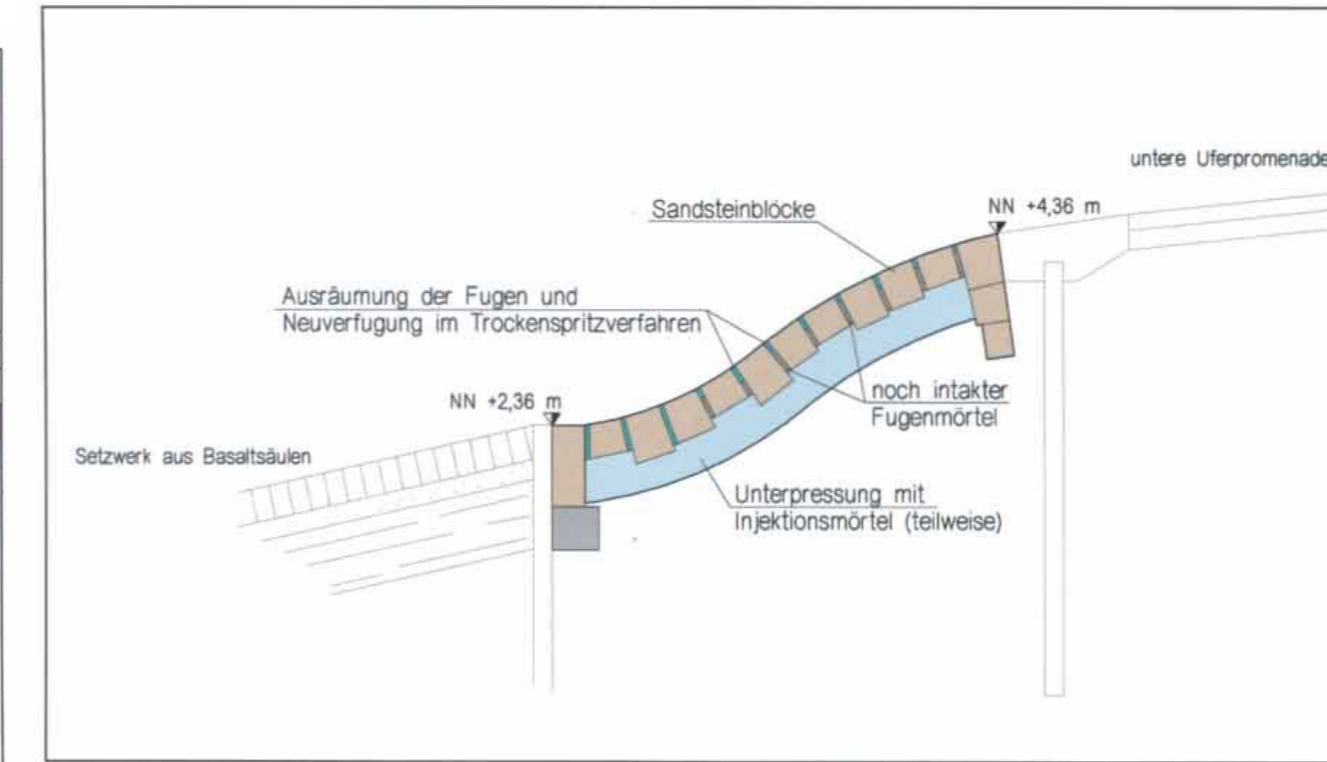 untere Uferpromenade
NN +4,36 m
Sandsteinblöcke
Ausräumung der Fugen und
Neuverfugung im Trockenspritzverfahren
noch intakter
Fugenmörtel
NN +2,36 m
Setzwerk aus Basaltsäulen
Unterpressung mit
Injektionsmörtel (teilweise)